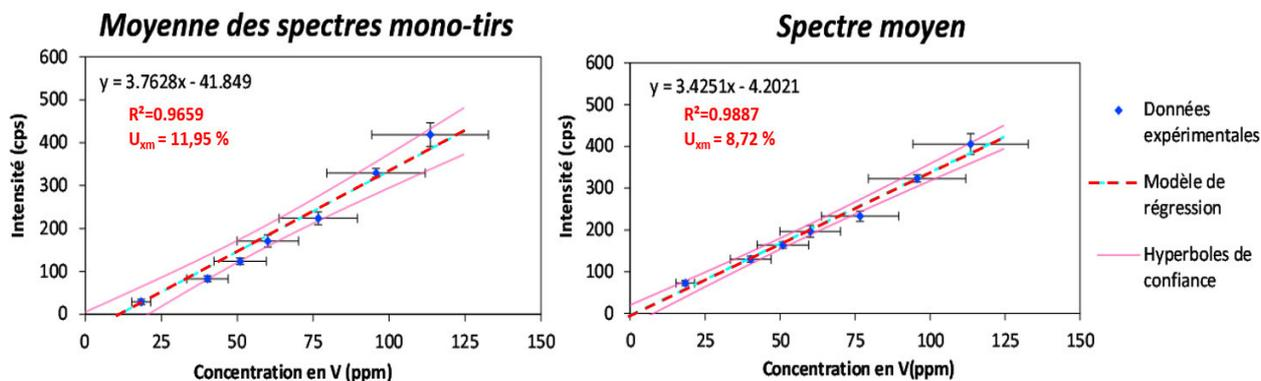 Moyenne des spectres mono-tirs
y = 3.7628x - 41.849
R²=0.9659
Uxm = 11,95 %
Intensité (cps)
600
500
400
300
200
100
0
0 25 50 75 100 125 150
Concentration en V (ppm)
Spectre moyen
y = 3.4251x - 4.2021
R²=0.9887
Uxm = 8,72 %
Intensité (cps)
600
500
400
300
200
100
0
0 25 50 75 100 125 150
Concentration en V(ppm)
Données
expérimentales
Modèle de
régression
Hyperboles de
confiance